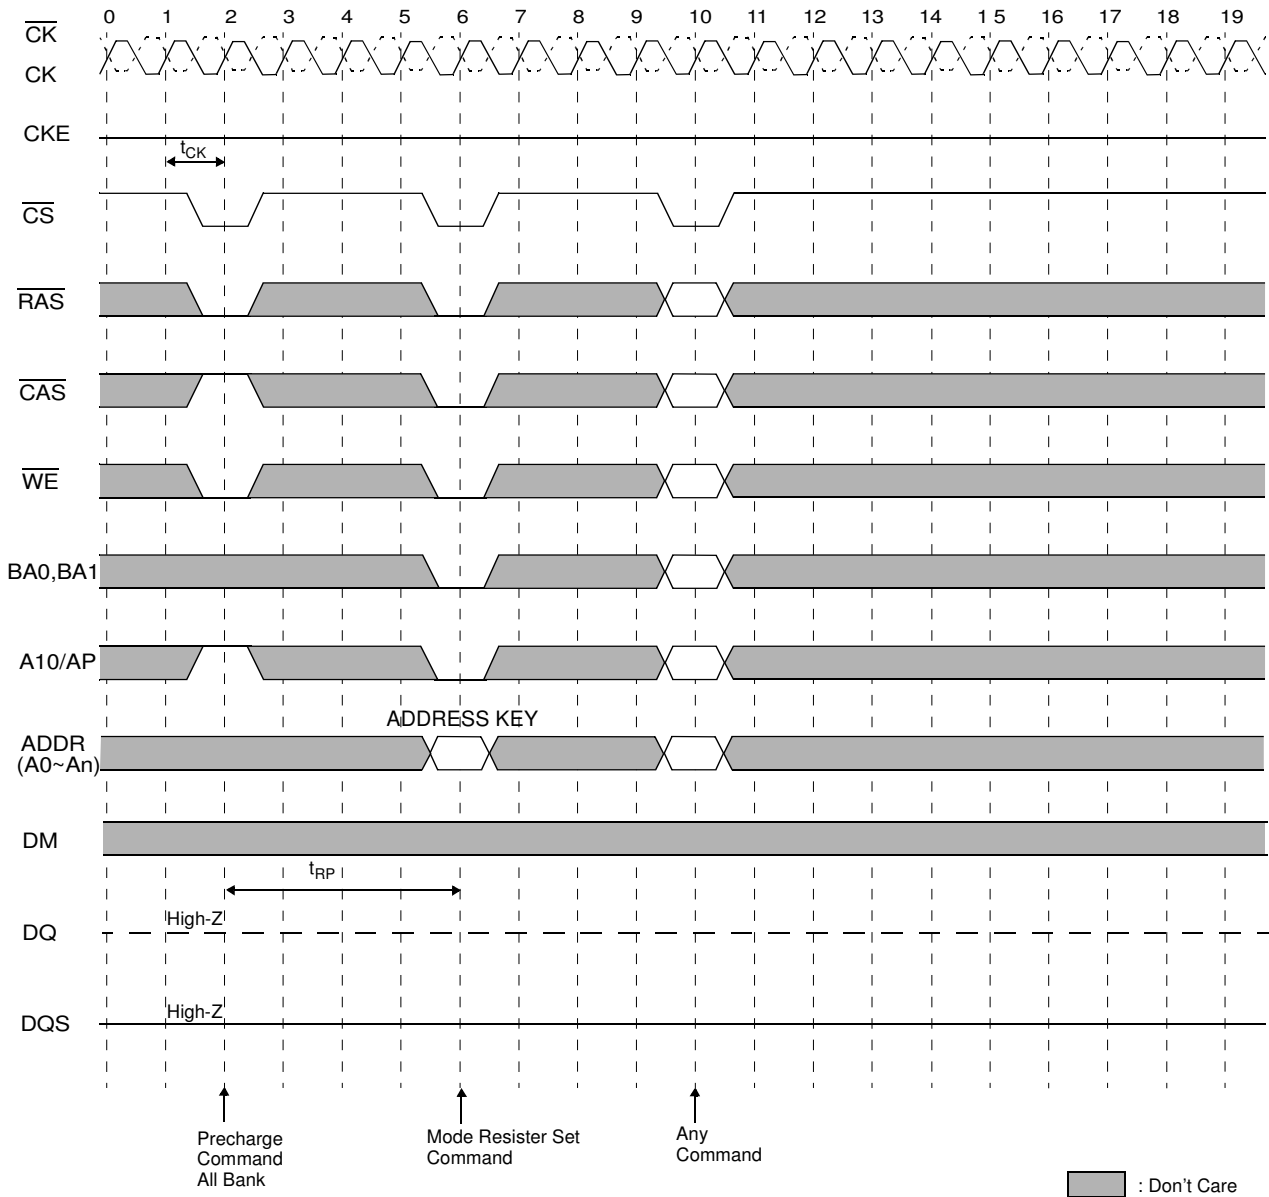 0 1 2 3 4 5 6 7 8 9 10 11 12 13 14 15 16 17 18 19
CK
CK
CKE
tCK
CS
RAS
CAS
WE
BA0,BA1
A10/AP
ADDRESS KEY
ADDR
(A0~An)
DM
tRP
High-Z
DQ
High-Z
DQS
Precharge
Command
All Bank
Mode Resister Set
Command
Any
Command
: Don't Care